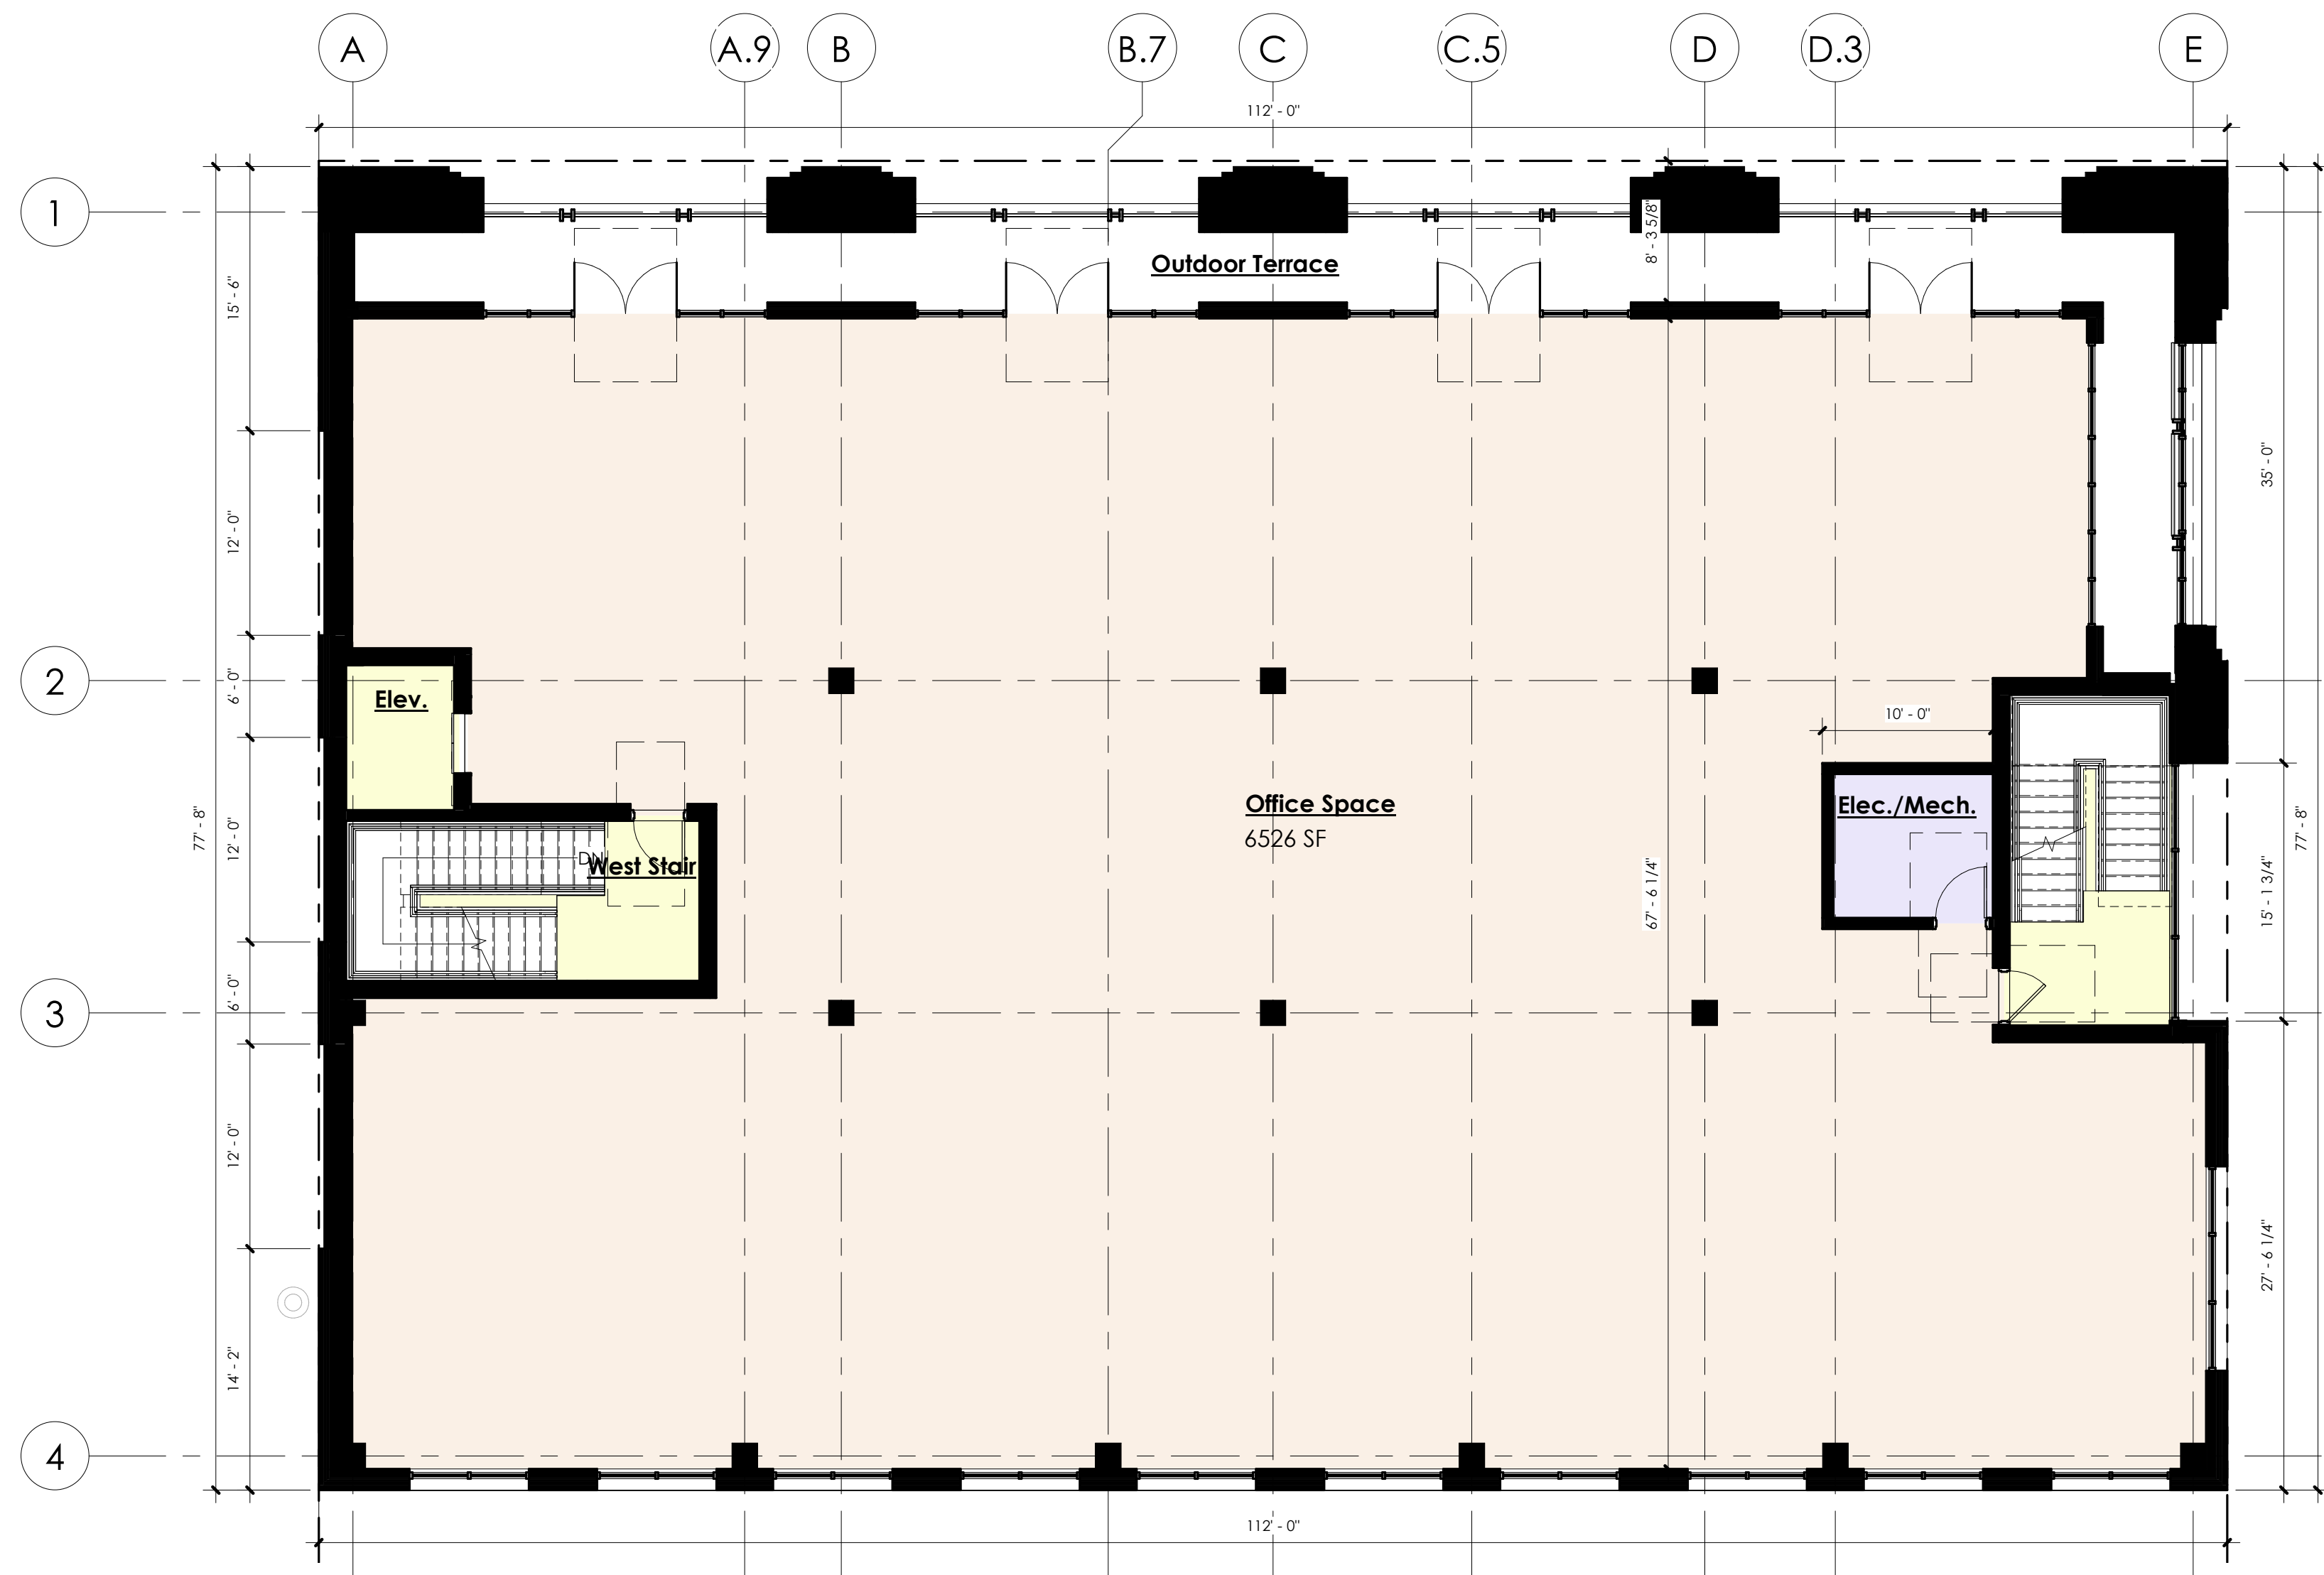 A A.9 B B.7 C C.5 D D.3 E
112' - 0"
1
8' - 3 5/8"
Outdoor Terrace
15' - 6"
35' - 0"
12' - 0"
2
6' - 0"
Elev.
10' - 0"
77' - 8"
12' - 0"
Office Space
6526 SF
Elec./Mech.
77' - 8"
West Stair
67' - 6 1/4"
15' - 1 3/4"
6' - 0"
3
12' - 0"
27' - 6 1/4"
14' - 2"
4
112' - 0"